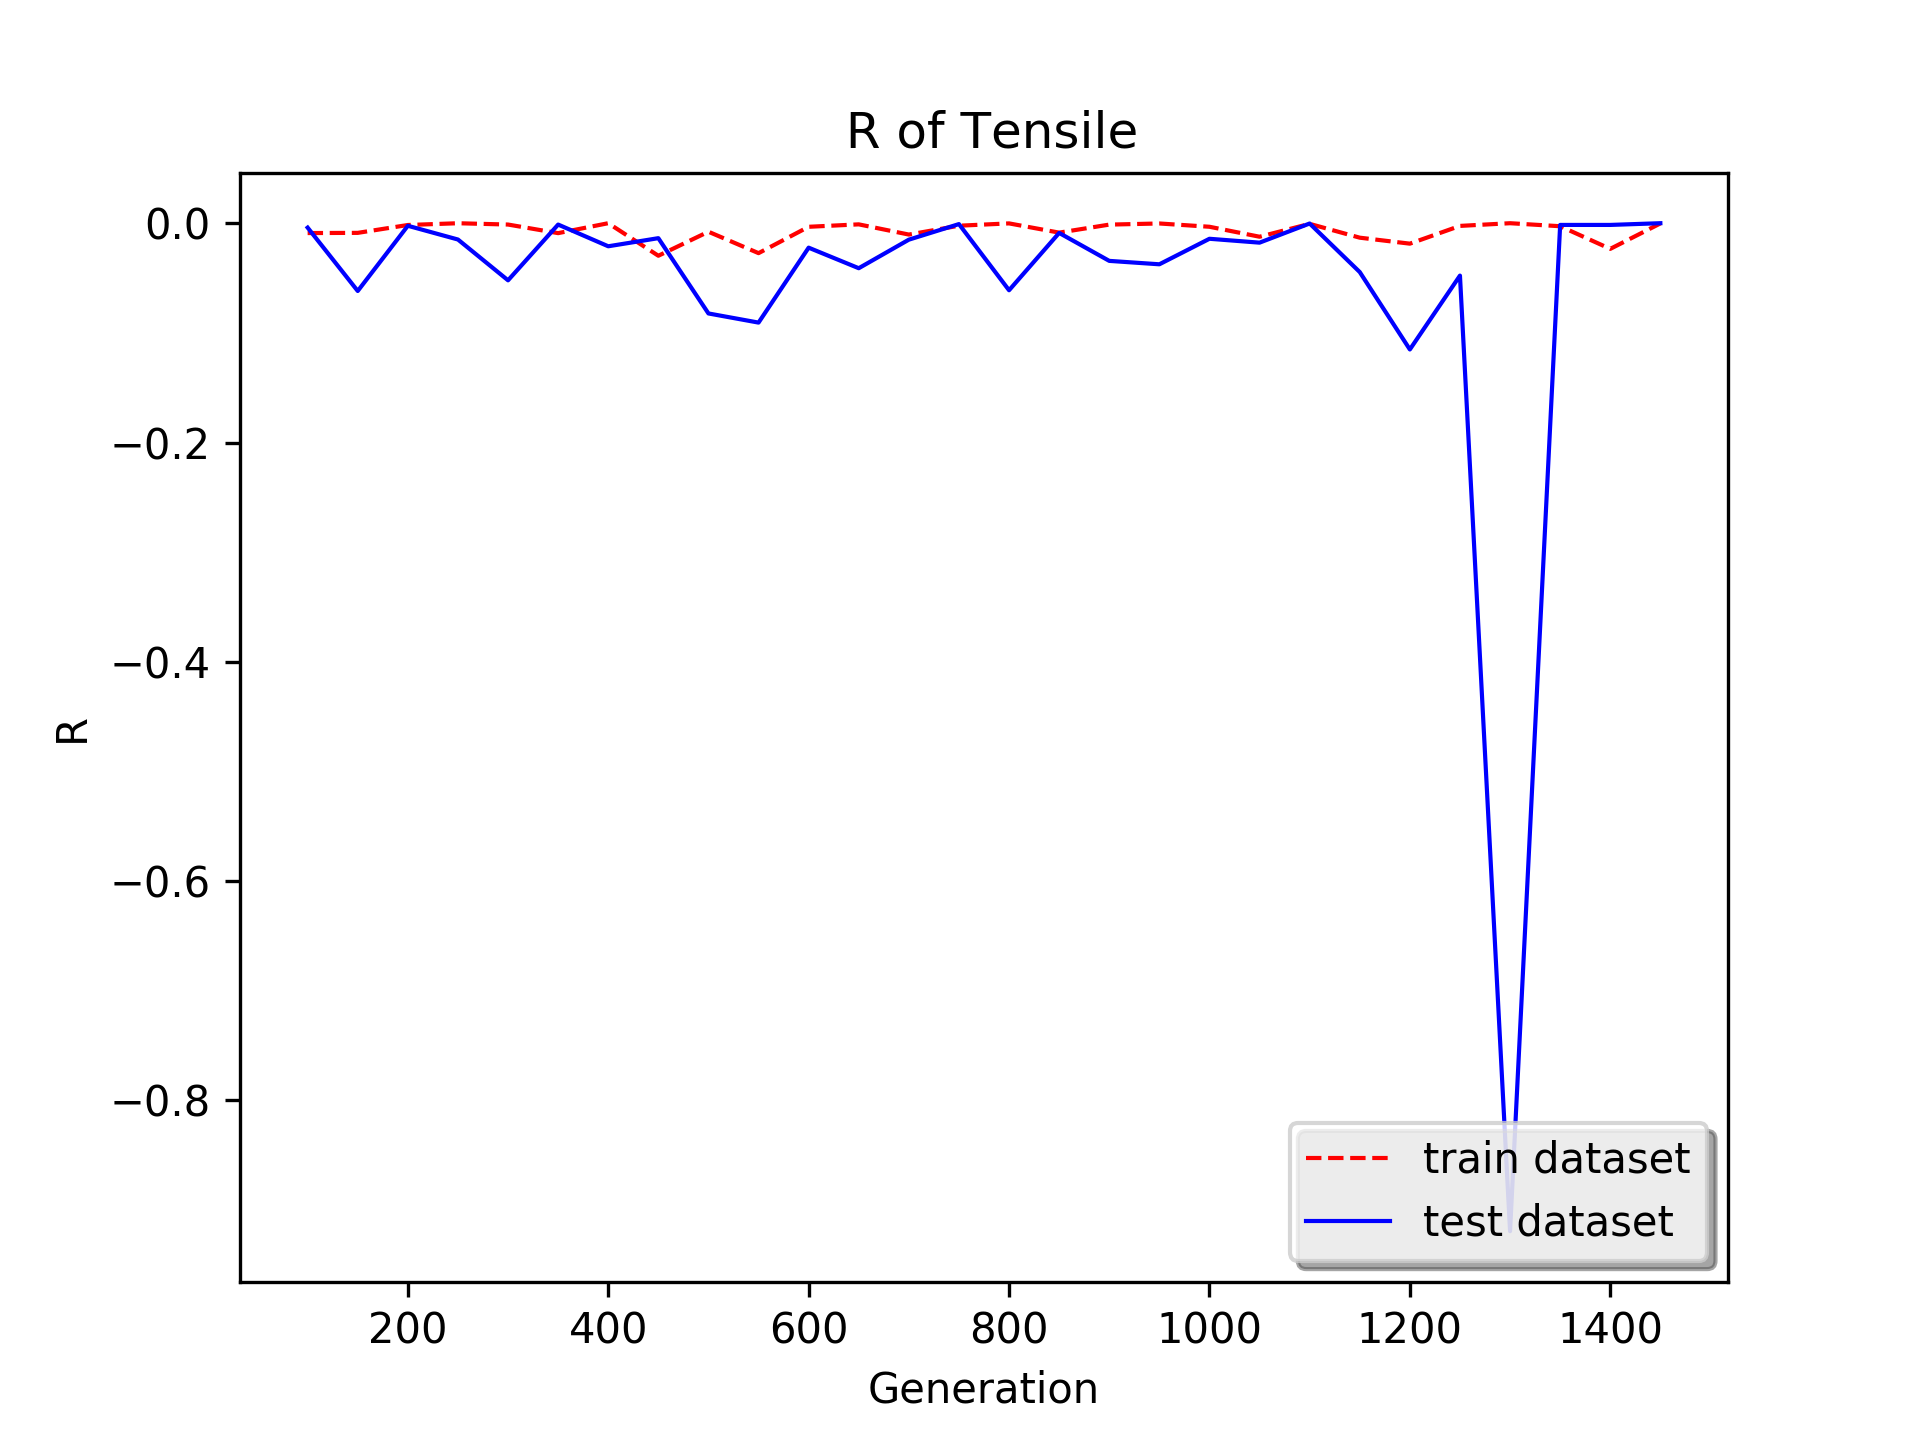 R of Tensile
0.0
−0.2
−0.4
−0.6
−0.8
R
train dataset
test dataset
200 400 600 800 1000 1200 1400
Generation